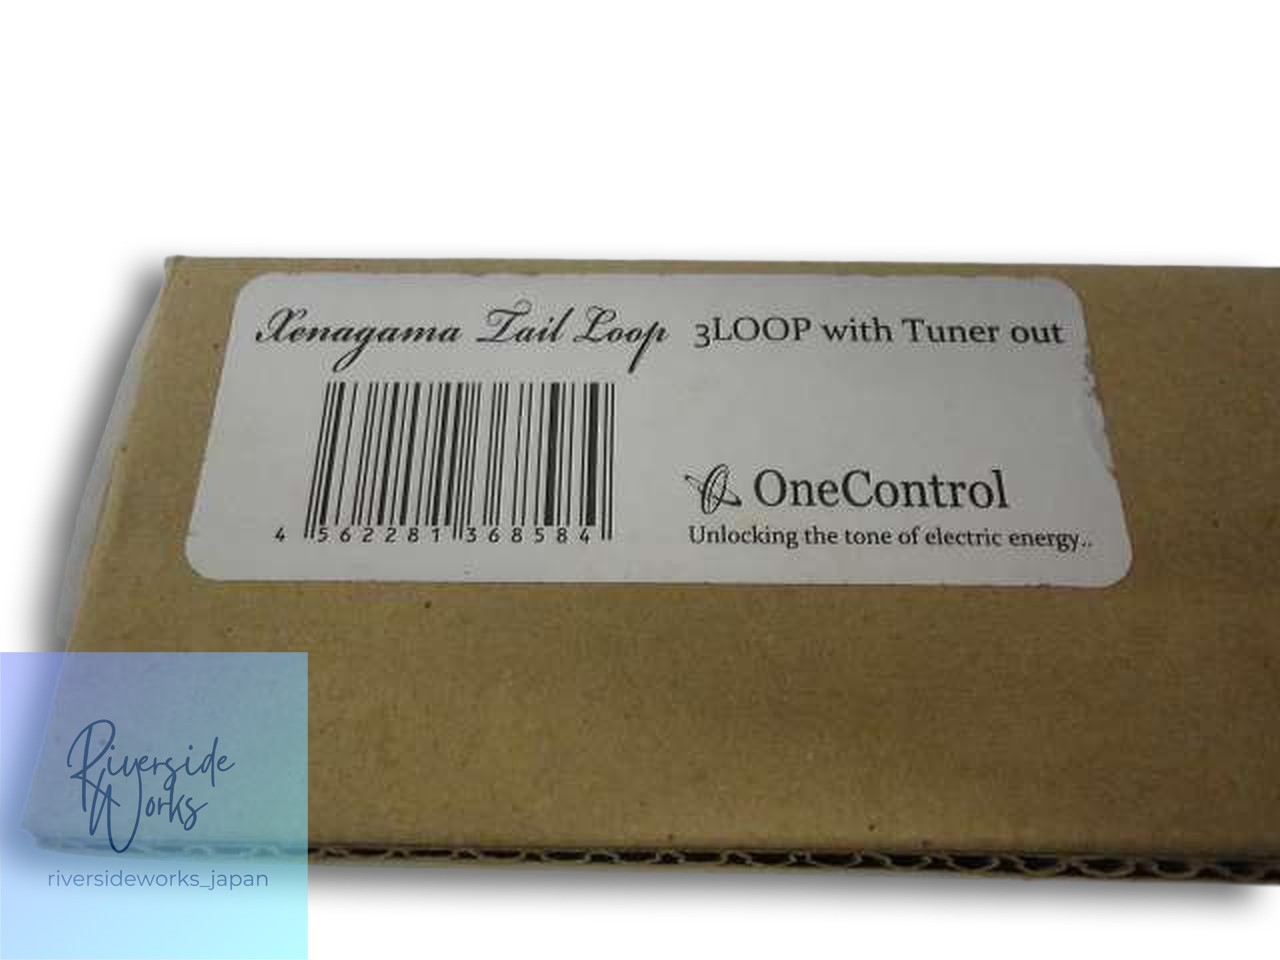 Xenagama Tail Loop 3LOOP with Tuner out
4 562281 368584
OneControl
Unlocking the tone of electric energy..
Riverside
Works
riversideworks_japan